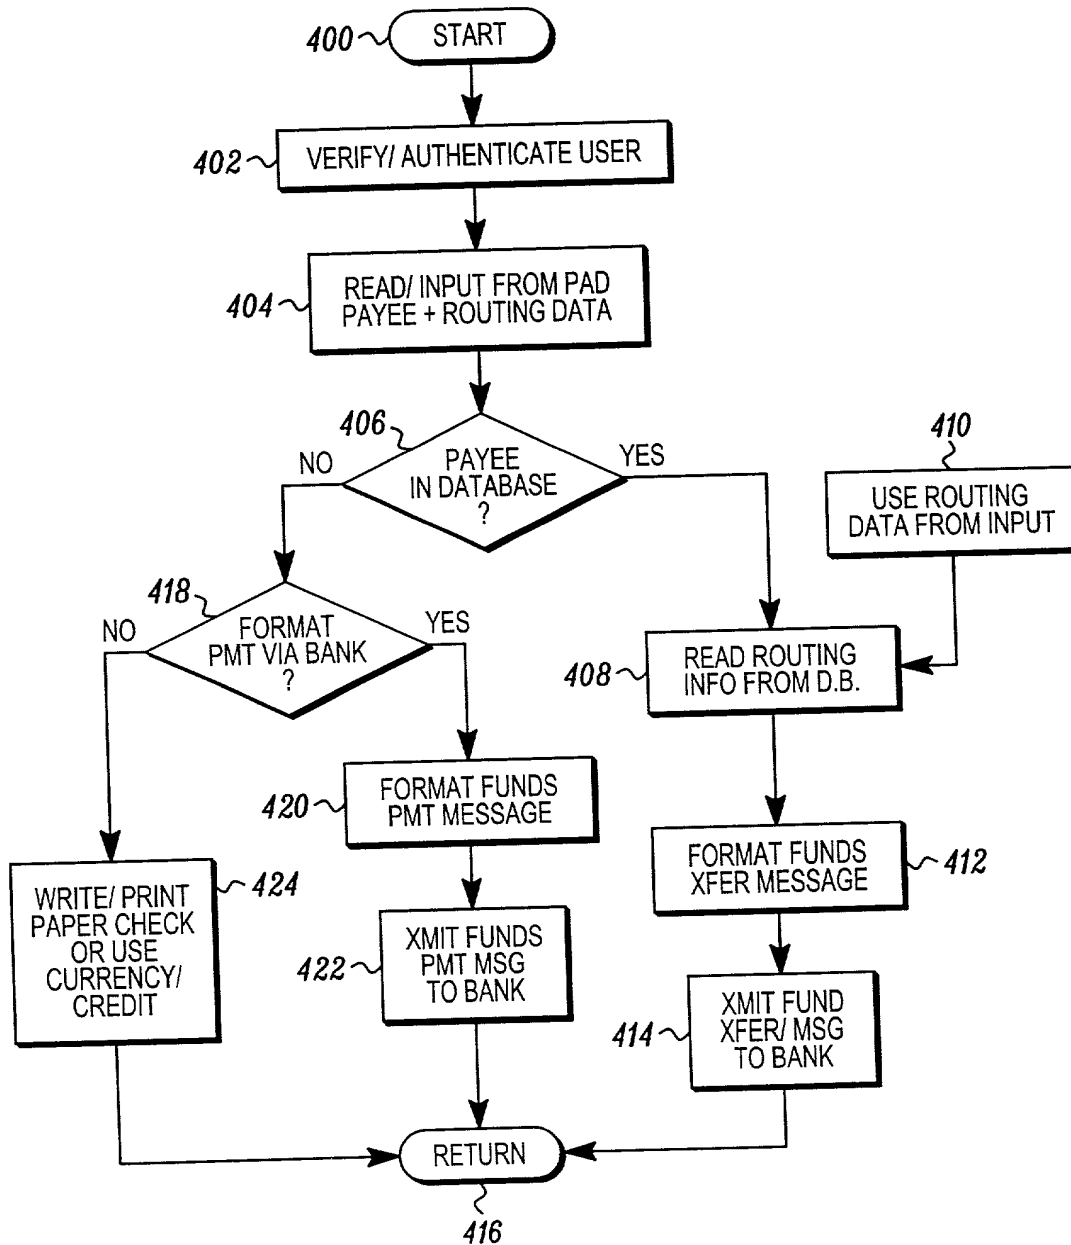 400
START
402
VERIFY/ AUTHENTICATE USER
404
READ/ INPUT FROM PAD
PAYEE + ROUTING DATA
406
PAYEE
IN DATABASE
?
NO
YES
410
USE ROUTING
DATA FROM INPUT
418
FORMAT
PMT VIA BANK
?
NO
YES
408
READ ROUTING
INFO FROM D.B.
420
FORMAT FUNDS
PMT MESSAGE
FORMAT FUNDS
XFER MESSAGE
412
WRITE/ PRINT
PAPER CHECK
OR USE
CURRENCY/
CREDIT
424
422
XMIT FUNDS
PMT MSG
TO BANK
414
XMIT FUND
XFER/ MSG
TO BANK
RETURN
416